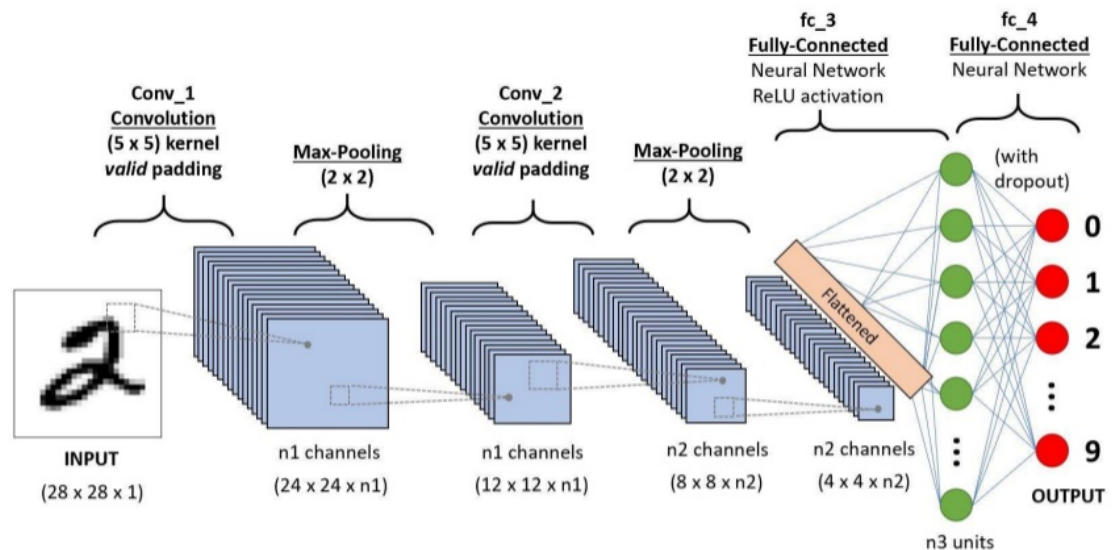 Conv_1
Convolution
(5 x 5) kernel
valid padding
Max-Pooling
(2 x 2)
Conv_2
Convolution
(5 x 5) kernel
valid padding
Max-Pooling
(2 x 2)
fc_3
Fully-Connected
Neural Network
ReLU activation
fc_4
Fully-Connected
Neural Network
(with
dropout)
Flattened
0
1
2
9
OUTPUT
INPUT
(28 x 28 x 1)
n1 channels
(24 x 24 x n1)
n1 channels
(12 x 12 x n1)
n2 channels
(8 x 8 x n2)
n2 channels
(4 x 4 x n2)
n3 units
2